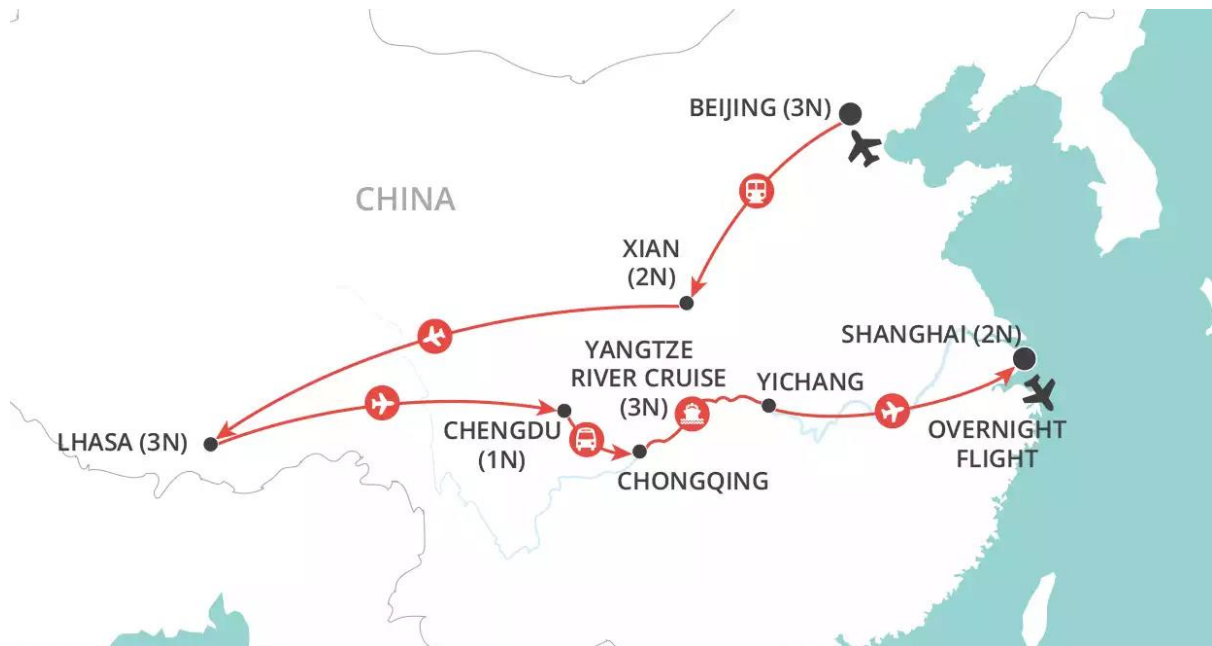 BEIJING (3N)
CHINA
XIAN
(2N)
SHANGHAI (2N)
YANGTZE
RIVER CRUISE
(3N)
YICHANG
LHASA (3N)
CHENGDU
(1N)
OVERNIGHT
FLIGHT
CHONGQING